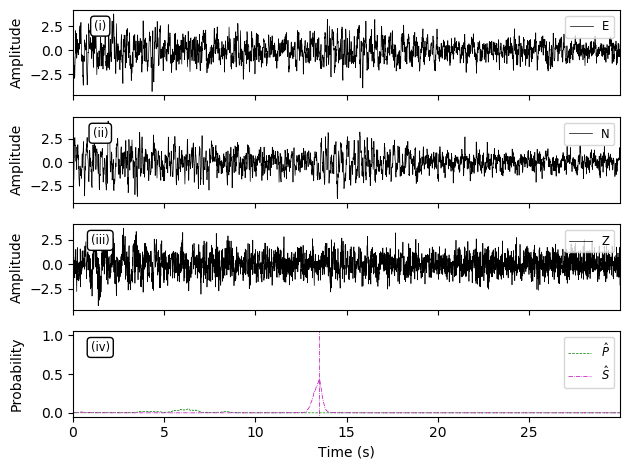 (i)
E
2.5
0.0
−2.5
Amplitude
(ii)
N
2.5
0.0
−2.5
Amplitude
(iii)
Z
2.5
0.0
−2.5
Amplitude
(iv)
P̂
Ŝ
1.0
0.5
0.0
Probability
0 5 10 15 20 25
Time (s)